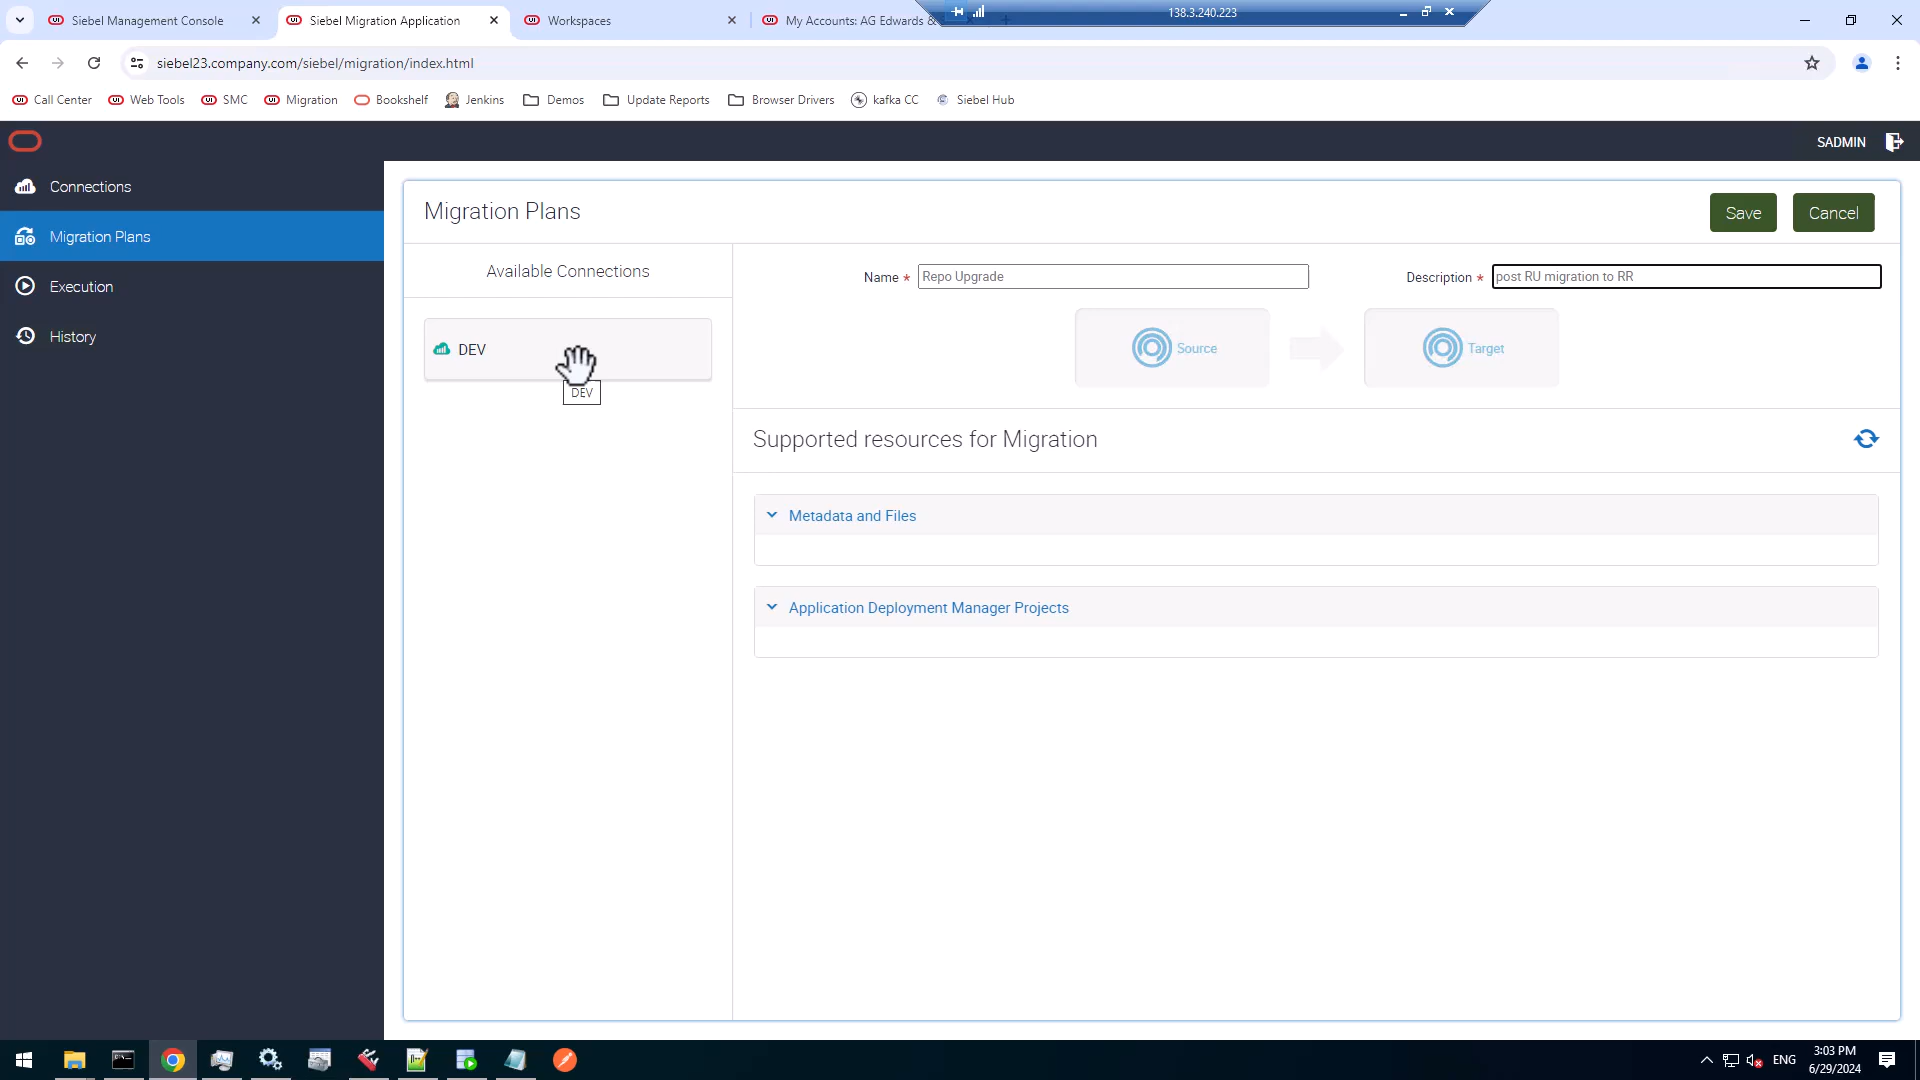 Siebel Management Console
Siebel Migration Application
Workspaces
My Accounts: AG Edwards &
138.3.240.223
siebel23.company.com/siebel/migration/index.html
Call Center
Web Tools
SMC
Migration
Bookshelf
Jenkins
Demos
Update Reports
Browser Drivers
kafka CC
Siebel Hub
SADMIN
Connections
Migration Plans
Execution
History
Migration Plans
Save
Cancel
Available Connections
DEV
DEV
Name *
Repo Upgrade
Description *
post RU migration to RR
Source
Target
Supported resources for Migration
Metadata and Files
Application Deployment Manager Projects
ENG
3:03 PM
6/29/2024